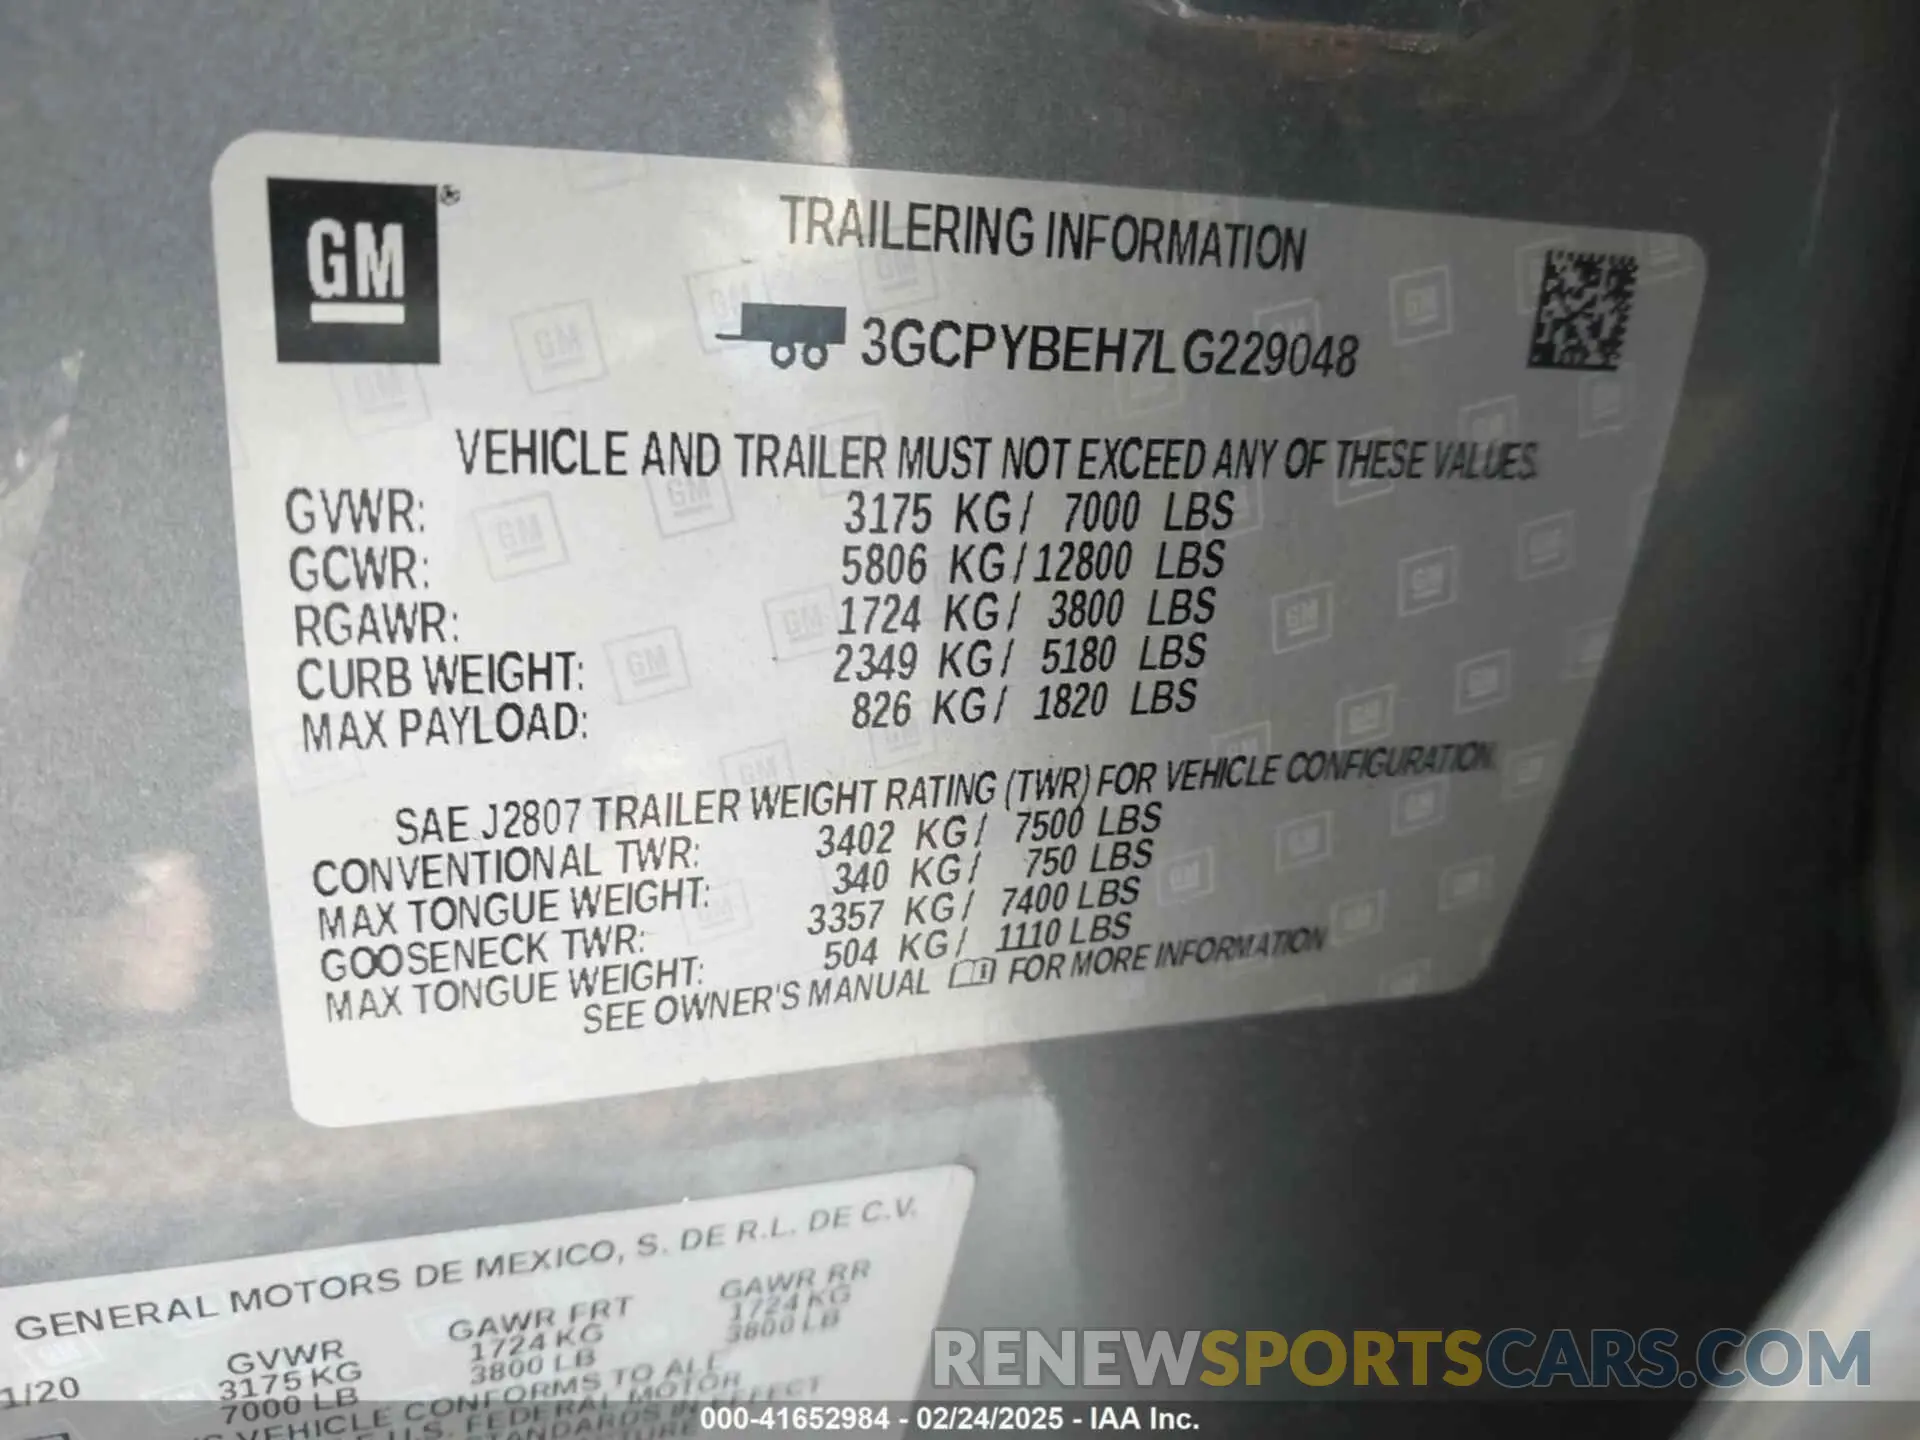 GM
TRAILERING INFORMATION
3GCPYBEH7LG229048
VEHICLE AND TRAILER MUST NOT EXCEED ANY OF THESE VALUES
GVWR: 3175 KG/ 7000 LBS
GCWR: 5806 KG/12800 LBS
RGAWR: 1724 KG/ 3800 LBS
CURB WEIGHT: 2349 KG/ 5180 LBS
MAX PAYLOAD: 826 KG/ 1820 LBS
SAE J2807 TRAILER WEIGHT RATING (TWR) FOR VEHICLE CONFIGURATION
CONVENTIONAL TWR: 3402 KG/ 7500 LBS
MAX TONGUE WEIGHT: 340 KG/ 750 LBS
GOOSENECK TWR: 3357 KG/ 7400 LBS
MAX TONGUE WEIGHT: 504 KG/ 1110 LBS
SEE OWNER'S MANUAL FOR MORE INFORMATION
GENERAL MOTORS DE MEXICO, S. DE R.L. DE C.V.
GVWR GAWR FRT GAWR RR
1/20 3175 KG 1724 KG 1724 KG
7000 LB 3800 LB 3800 LB
VEHICLE CONFORMS TO ALL
U.S. FEDERAL MOTOR
STANDARDS IN EFFECT
RENEWSPORTSCARS.COM
000-41652984 - 02/24/2025 - IAA Inc.